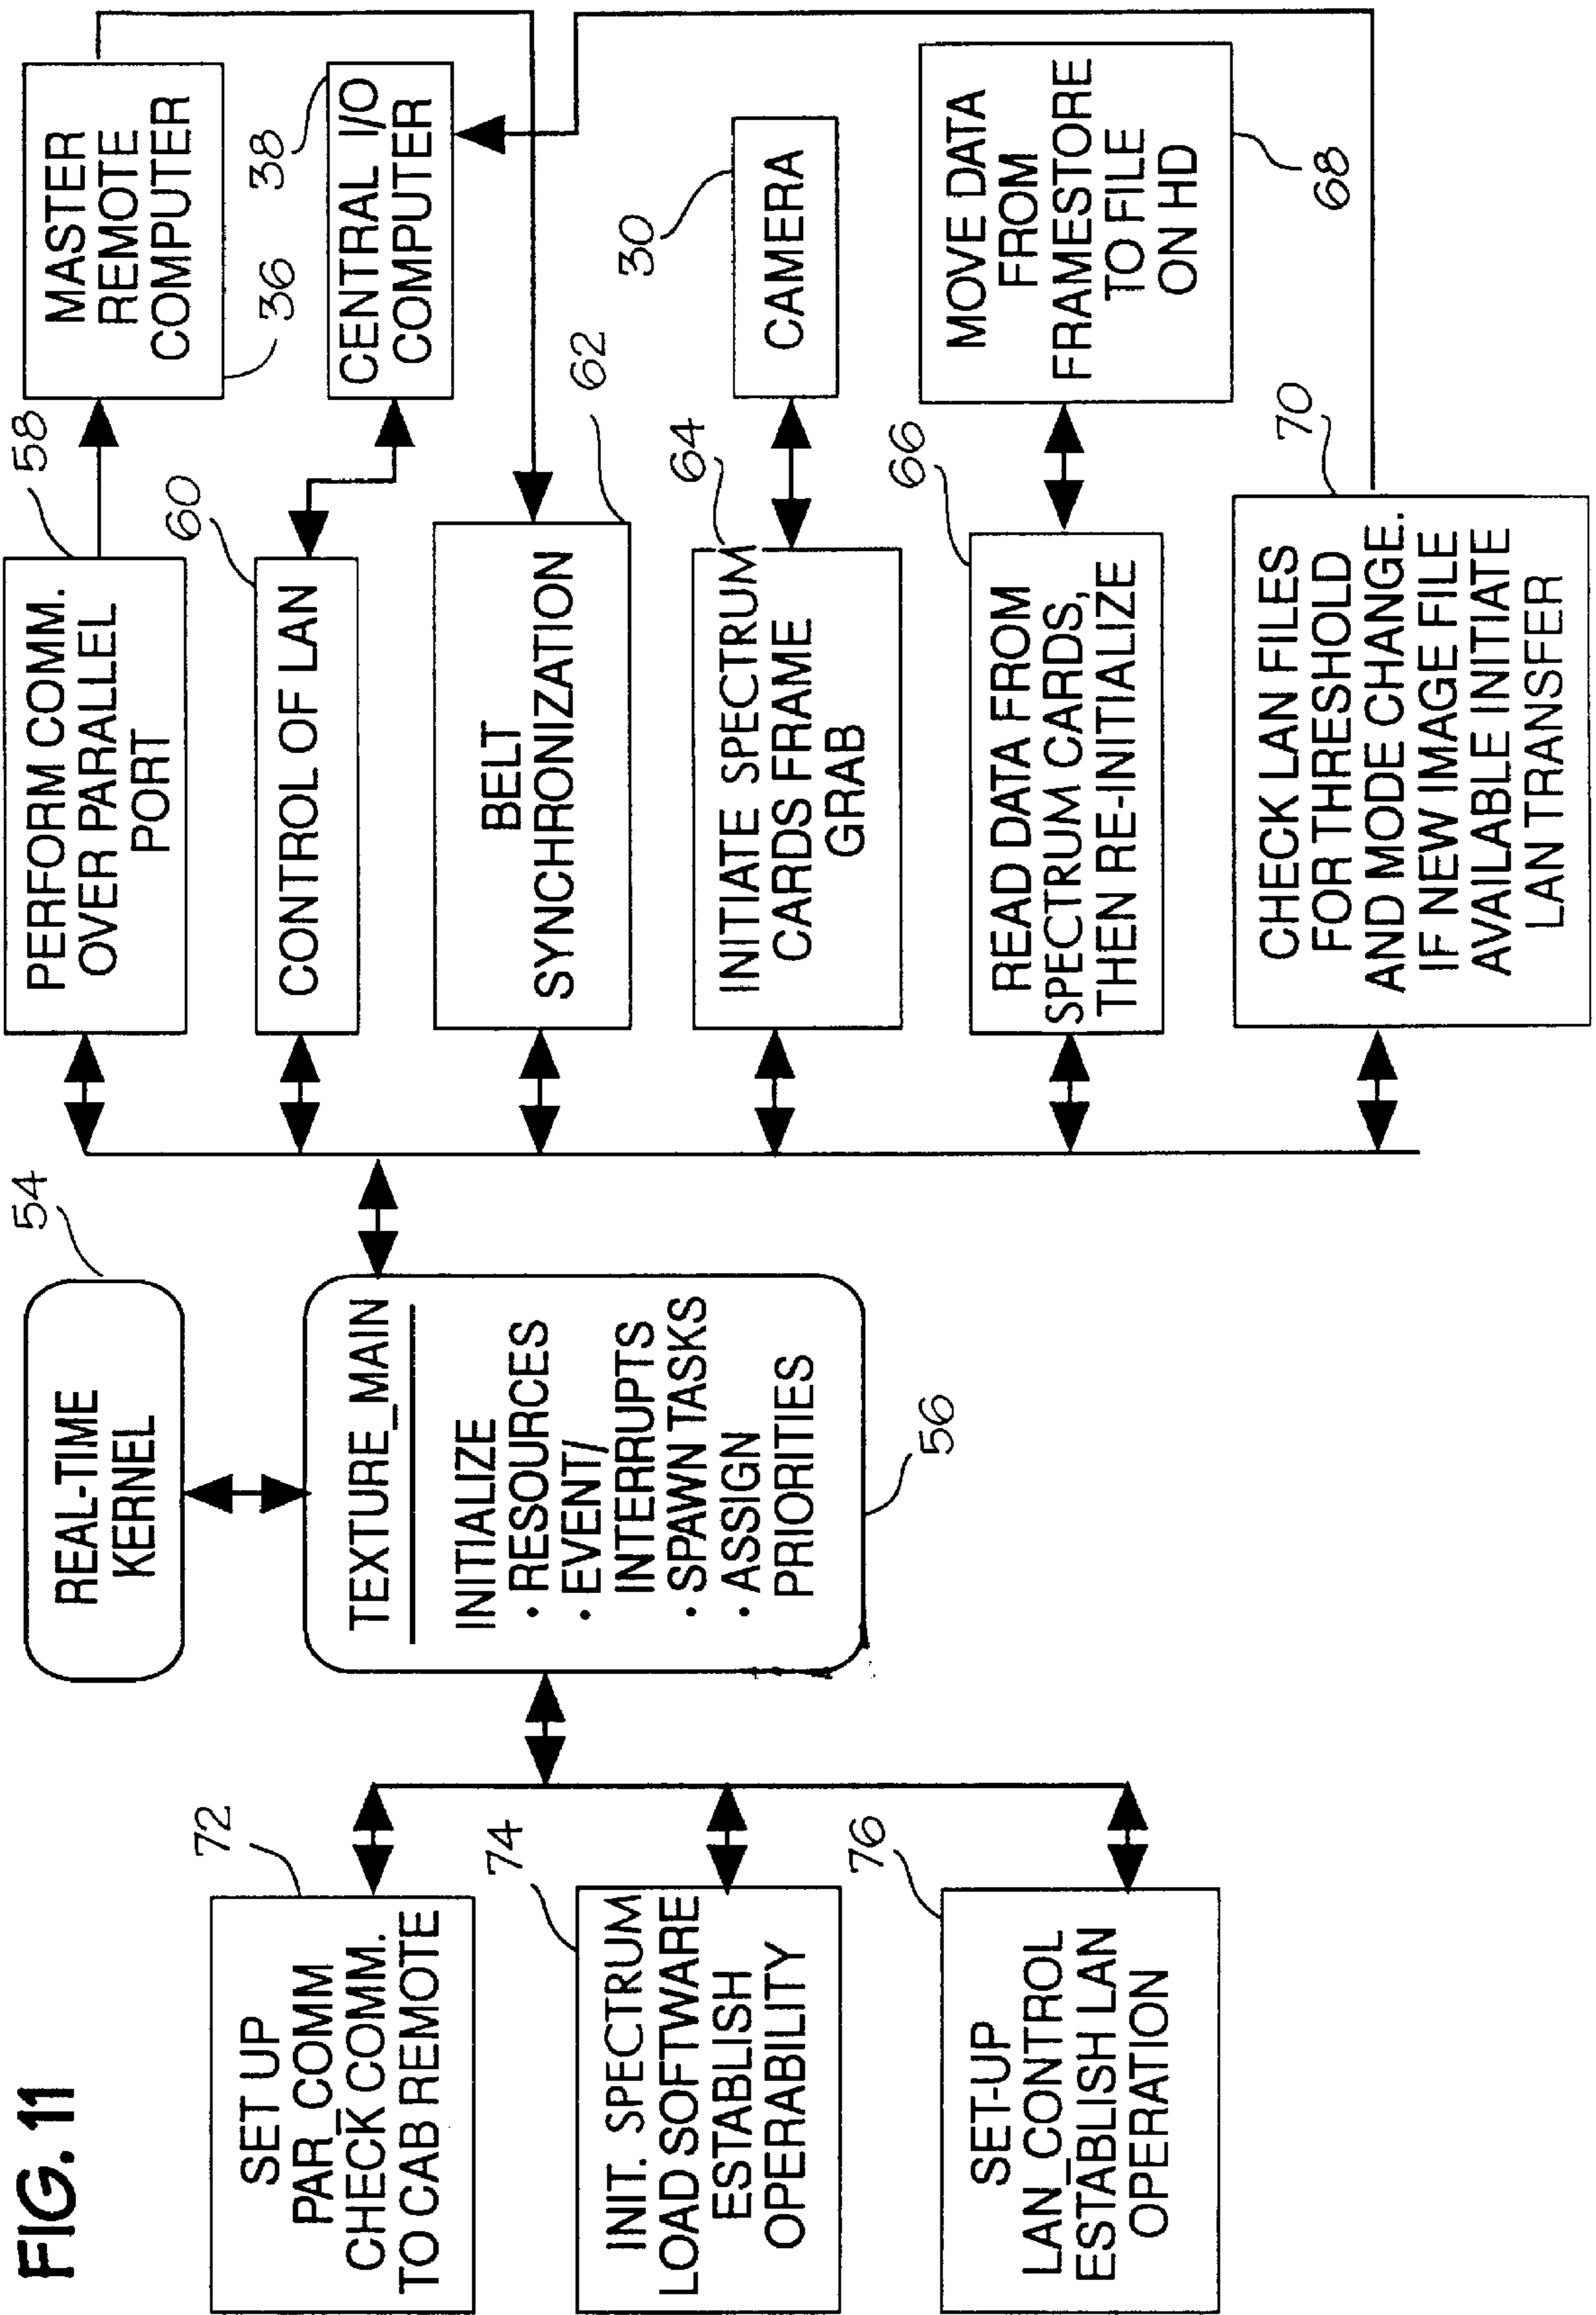 FIG. 11
SET UP
PAR_COMM
CHECK COMM.
TO CAB REMOTE
72
INIT. SPECTRUM
LOAD SOFTWARE
ESTABLISH
OPERABILITY
74
SET-UP
LAN_CONTROL
ESTABLISH LAN
OPERATION
76
REAL-TIME
KERNEL
54
TEXTURE_MAIN
INITIALIZE
• RESOURCES
• EVENT/
INTERRUPTS
• SPAWN TASKS
• ASSIGN
PRIORITIES
56
PERFORM COMM.
OVER PARALLEL
PORT
58
CONTROL OF LAN
60
BELT
SYNCHRONIZATION
62
INITIATE SPECTRUM
CARDS FRAME
GRAB
64
READ DATA FROM
SPECTRUM CARDS,
THEN RE-INITIALIZE
66
CHECK LAN FILES
FOR THRESHOLD
AND MODE CHANGE.
IF NEW IMAGE FILE
AVAILABLE INITIATE
LAN TRANSFER
70
MASTER
REMOTE
COMPUTER
36
CENTRAL I/O
COMPUTER
38
CAMERA
30
MOVE DATA
FROM
FRAMESTORE
TO FILE
ON HD
68